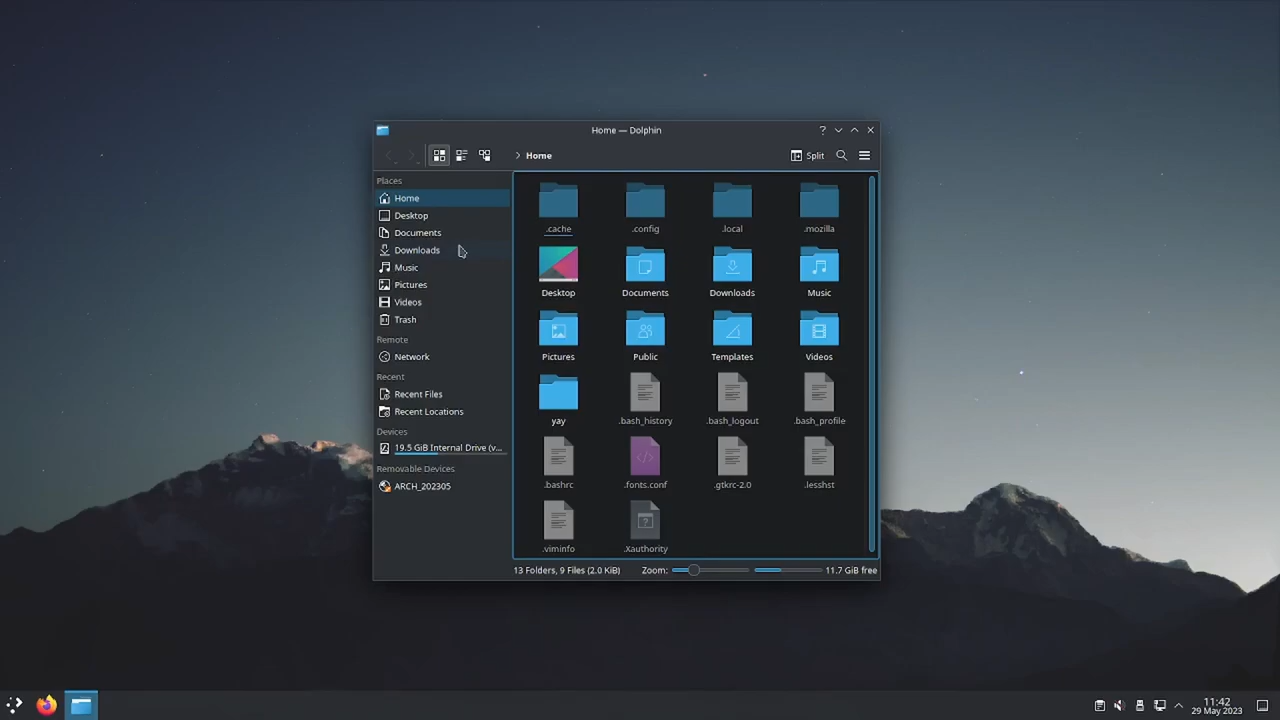 Home — Dolphin
Home
Split
Places
Home
Desktop
Documents
Downloads
Music
Pictures
Videos
Trash
Remote
Network
Recent
Recent Files
Recent Locations
Devices
19.5 GiB Internal Drive (v...
Removable Devices
ARCH_202305
.cache .config .local .mozilla
Desktop Documents Downloads Music
Pictures Public Templates Videos
yay .bash_history .bash_logout .bash_profile
.bashrc .fonts.conf .gtkrc-2.0 .lesshst
.viminfo .Xauthority
13 Folders, 9 Files (2.0 KiB) Zoom: 11.7 GiB free
11:42
29 May 2023